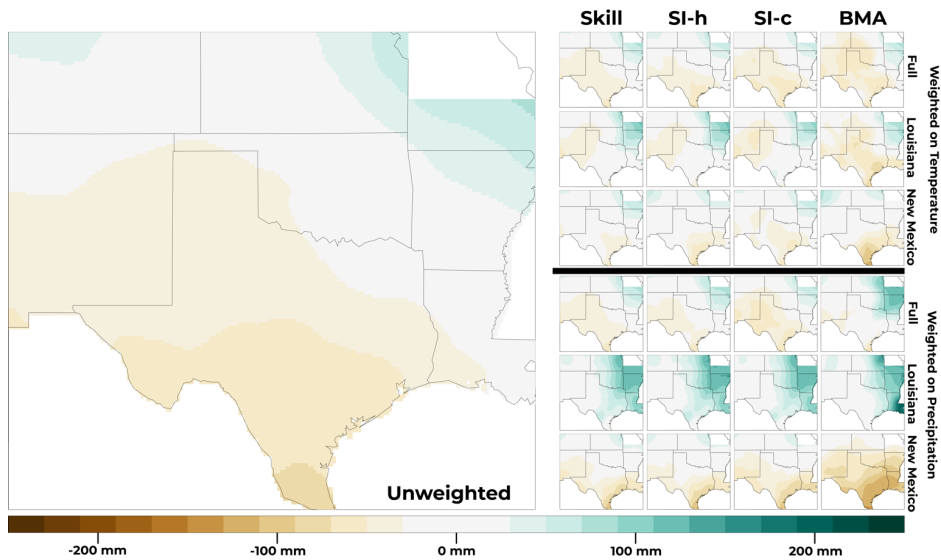 Skill SI-h SI-c BMA
Full
Louisiana
New Mexico
Weighted on Temperature
Full
Louisiana
New Mexico
Weighted on Precipitation
Unweighted
-200 mm -100 mm 0 mm 100 mm 200 mm